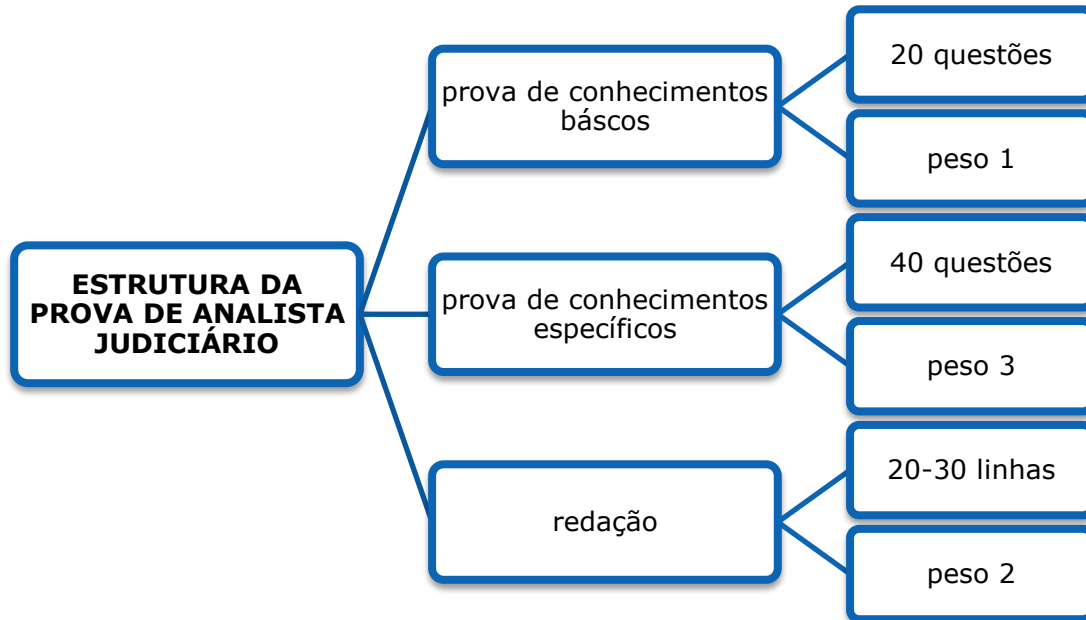 ESTRUTURA DA
PROVA DE ANALISTA
JUDICIÁRIO
prova de conhecimentos
báscos
20 questões
peso 1
prova de conhecimentos
específicos
40 questões
peso 3
redação
20-30 linhas
peso 2